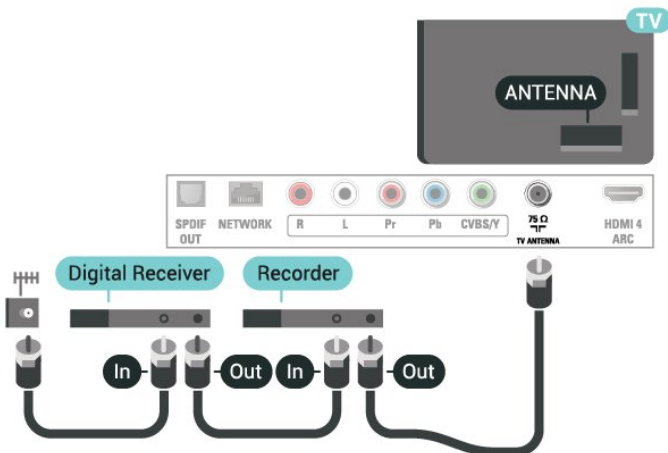 TV
ANTENNA
SPDIF OUT
NETWORK
R
L
Pr
Pb
CVBS/Y
75 Ω
TV ANTENNA
HDMI 4 ARC
Digital Receiver
Recorder
In
Out
In
Out